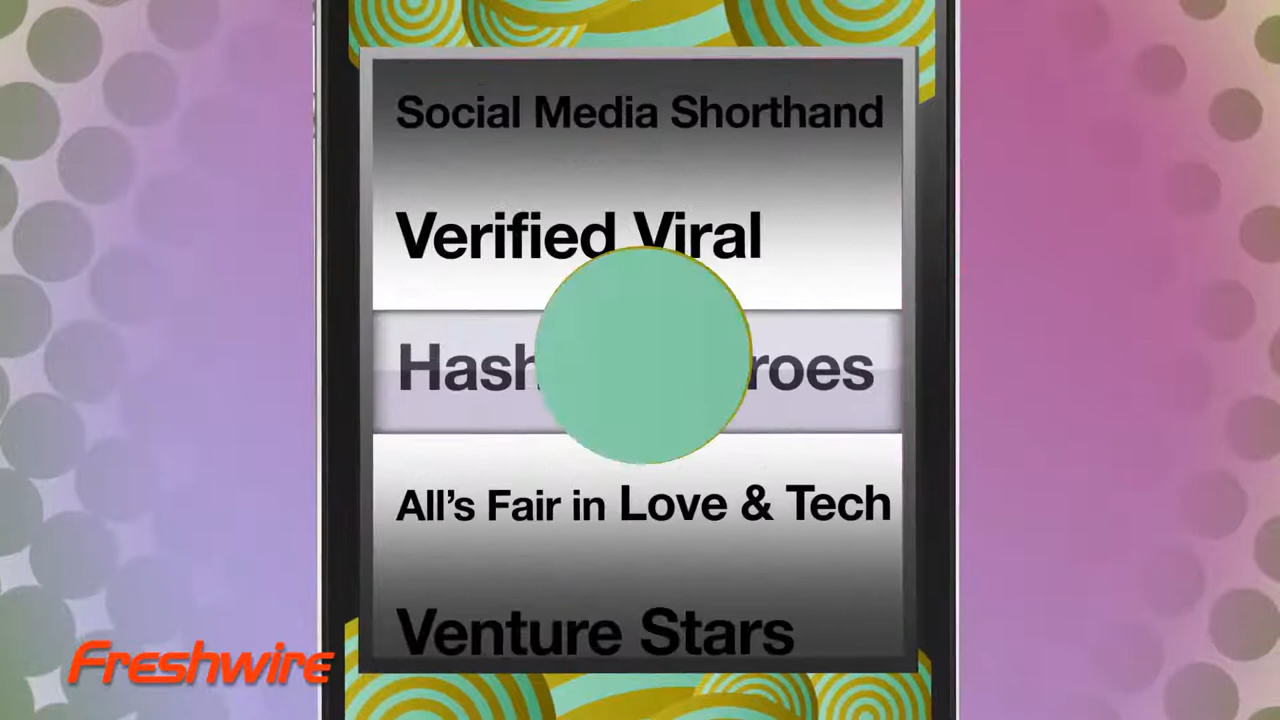 Social Media Shorthand
Verified Viral
All’s Fair in Love & Tech
Venture Stars
Freshwire